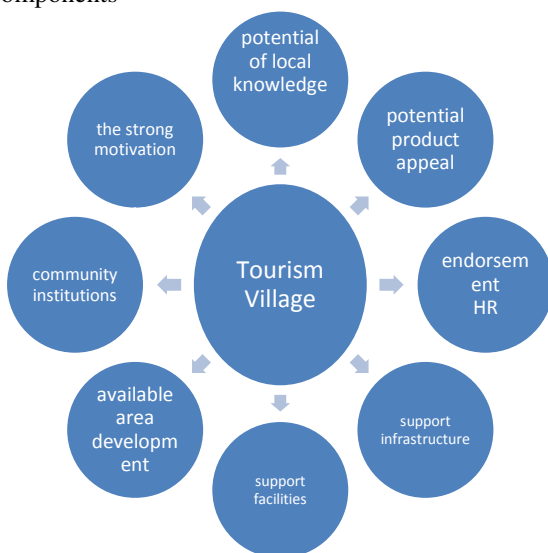 omponents
potential
of local
knowledge
potential
product
appeal
endorsem
ent
HR
support
infrastructure
support
facilities
available
area
developm
ent
community
institutions
the strong
motivation
Tourism
Village